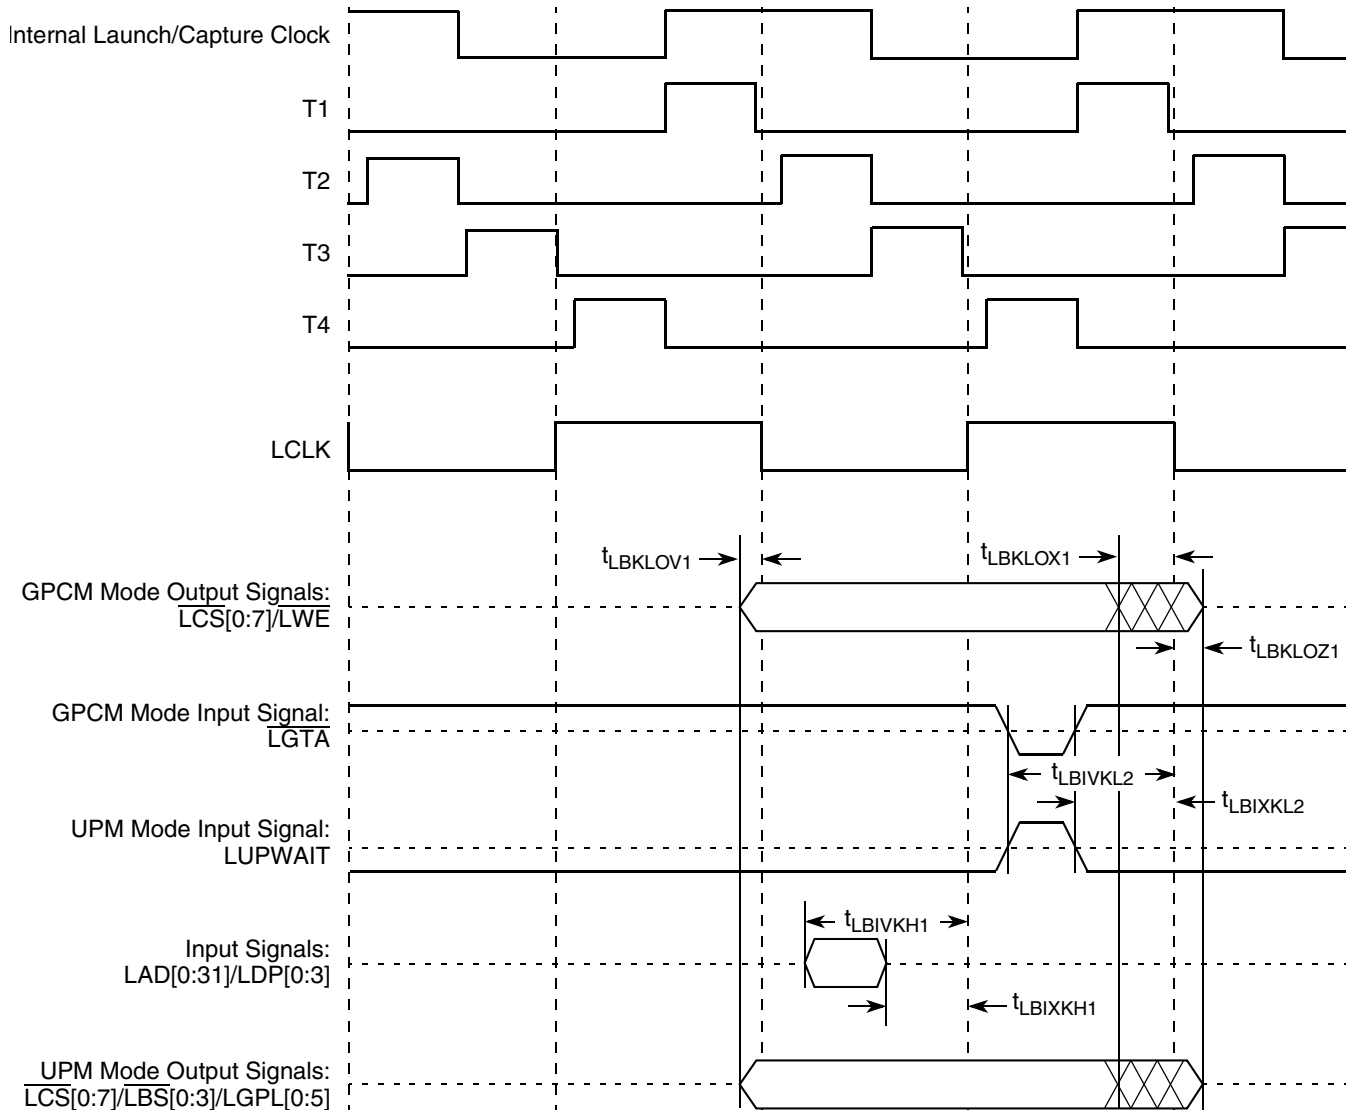 Internal Launch/Capture Clock
T1
T2
T3
T4
LCLK
tLBKLOV1
tLBKLOX1
GPCM Mode Output Signals:
LCS[0:7]/LWE
tLBKLOZ1
GPCM Mode Input Signal:
LGTA
tLBIVKL2
tLBIXKL2
UPM Mode Input Signal:
LUPWAIT
tLBIVKH1
Input Signals:
LAD[0:31]/LDP[0:3]
tLBIXKH1
UPM Mode Output Signals:
LCS[0:7]/LBS[0:3]/LGPL[0:5]